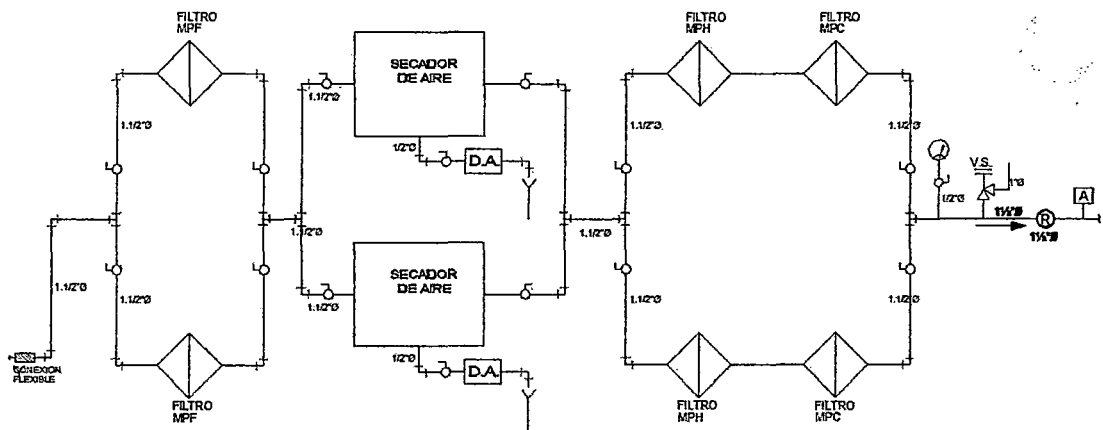 FILTRO
MPF
FILTRO
MPH
FILTRO
MPC
SECADOR
DE AIRE
1.1/2"Ø
1.1/2"Ø
1/2"Ø
D.A.
1.1/2"Ø
1.1/2"Ø
V.S.
1"Ø
1/2"Ø
A
1.1/2"Ø
1.1/2"Ø
1½"Ø
R
1½"Ø
1.1/2"Ø
1.1/2"Ø
SECADOR
DE AIRE
1.1/2"Ø
1.1/2"Ø
1.1/2"Ø
1/2"Ø
D.A.
CONEXION
FLEXIBLE
FILTRO
MPF
FILTRO
MPH
FILTRO
MPC